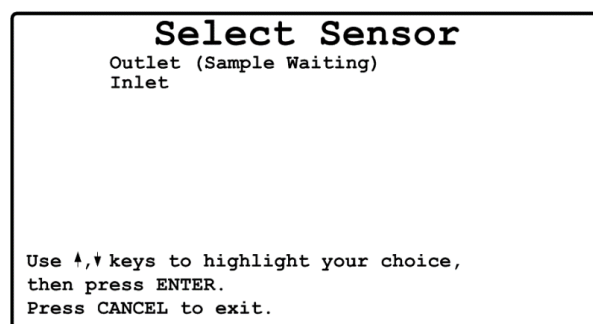 Select Sensor
Outlet (Sample Waiting)
Inlet
Use ↑,↓ keys to highlight your choice,
then press ENTER.
Press CANCEL to exit.